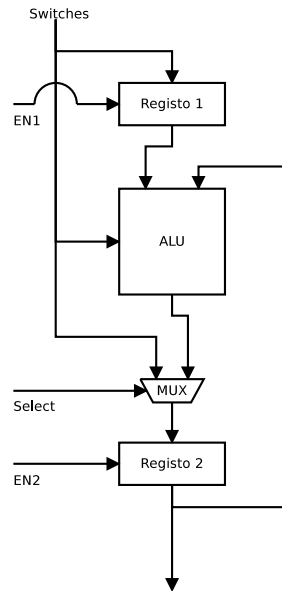 Switches
Registo 1
EN1
ALU
MUX
Select
Registo 2
EN2